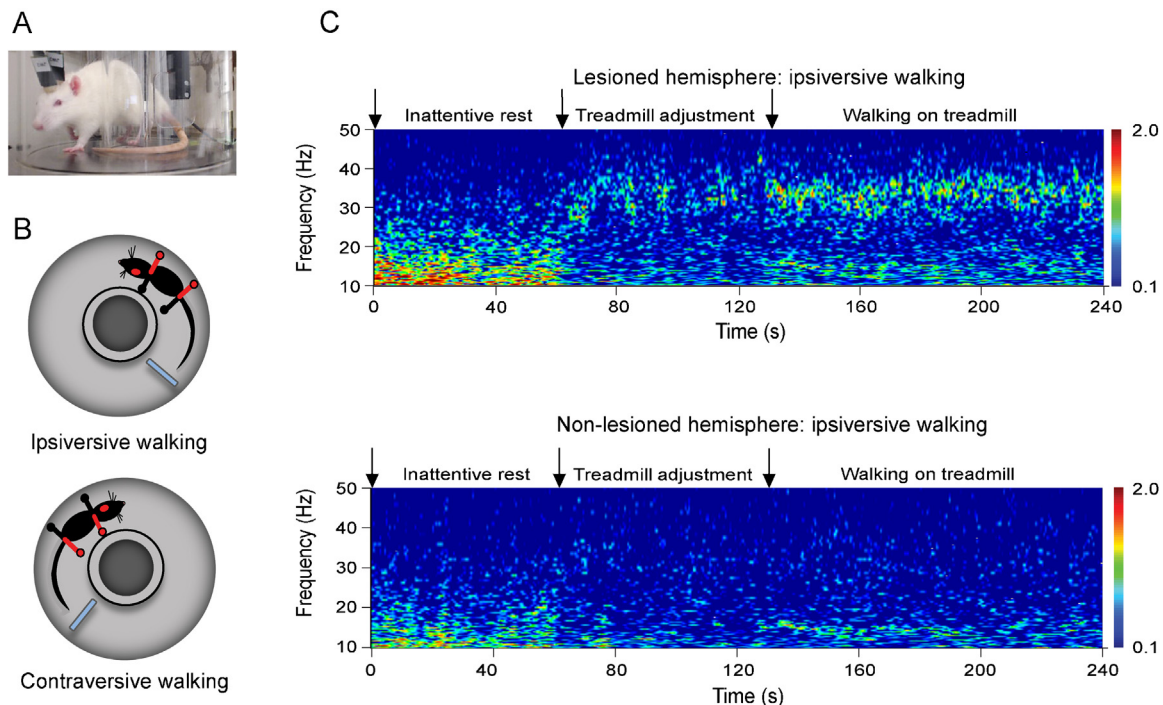 A
B
Ipsiversive walking
Contraversive walking
C
Lesioned hemisphere: ipsiversive walking
Inattentive rest Treadmill adjustment Walking on treadmill
50
40
30
20
10
Frequency (Hz)
0 40 80 120 160 200 240
Time (s)
2.0
0.1
Non-lesioned hemisphere: ipsiversive walking
Inattentive rest Treadmill adjustment Walking on treadmill
50
40
30
20
10
Frequency (Hz)
0 40 80 120 160 200 240
Time (s)
2.0
0.1